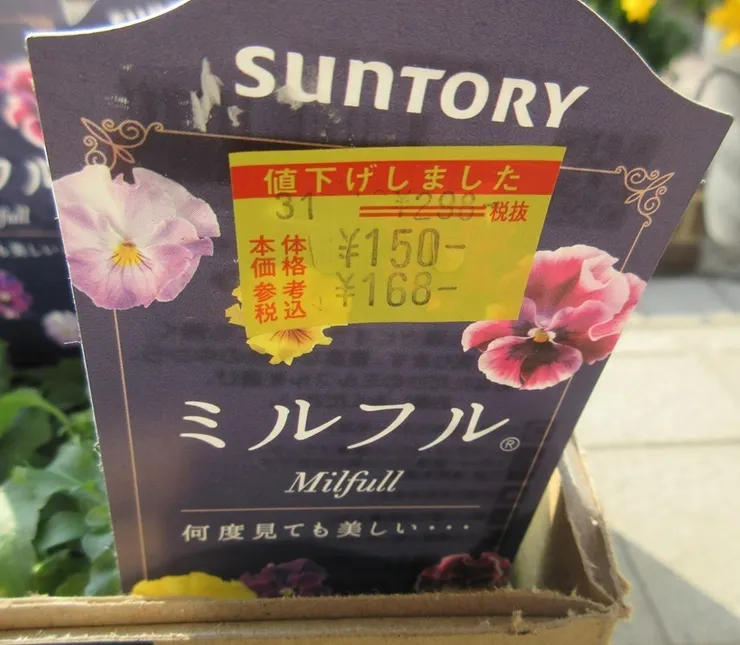 SUNTORY
値下げしました
31 ¥298- 税抜
本体価格 ¥150-
参考税込 ¥168-
ミルフル®
Milfull
何度見ても美しい・・・